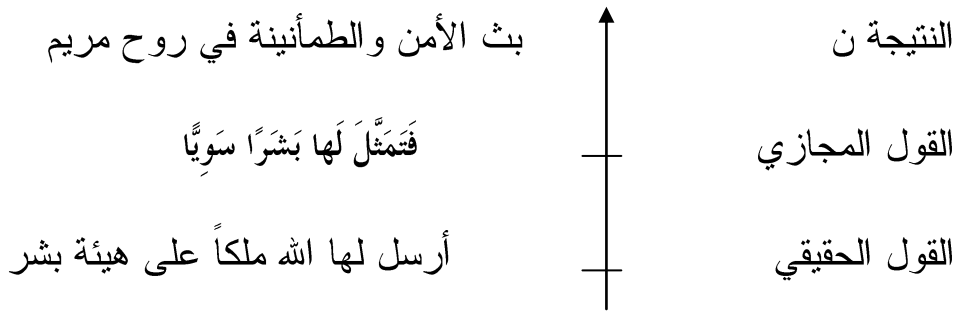 النتيجة ن بث الأمن والطمأنينة في روح مريم
القول المجازي فَتَمَثَّلَ لَها بَشَرًا سَوِيًّا
القول الحقيقي أرسل لها الله ملكاً على هيئة بشر